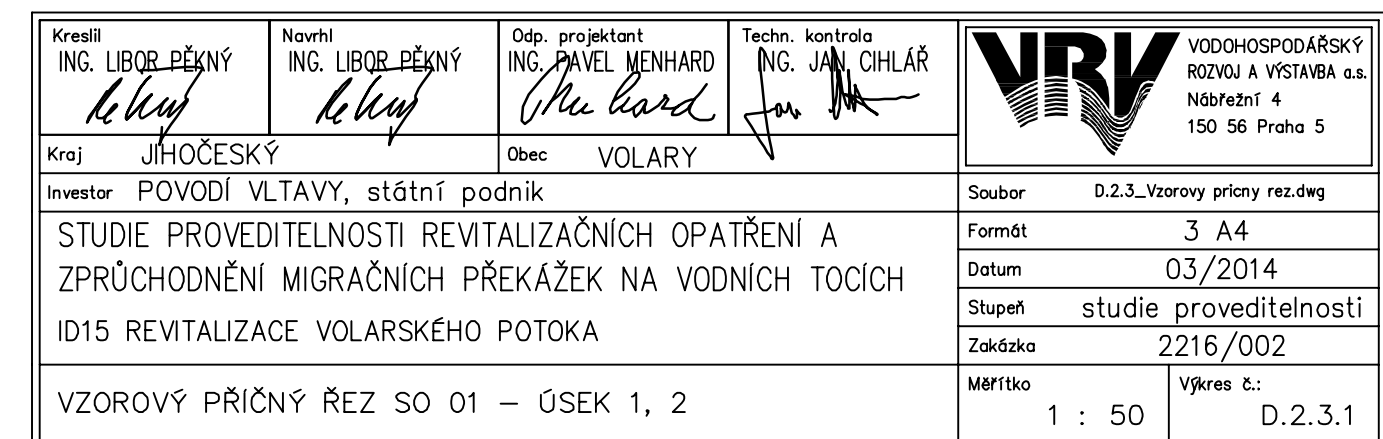 Kreslil
ING. LIBOR PĚKNÝ
Navrhl
ING. LIBOR PĚKNÝ
Odp. projektant
ING. PAVEL MENHARD
Techn. kontrola
ING. JAN CIHLÁŘ
VRV
VODOHOSPODÁŘSKÝ
ROZVOJ A VÝSTAVBA a.s.
Nábřežní 4
150 56 Praha 5
Kraj JIHOČESKÝ
Obec VOLARY
Investor POVODÍ VLTAVY, státní podnik
STUDIE PROVEDITELNOSTI REVITALIZAČNÍCH OPATŘENÍ A
ZPRŮCHODNĚNÍ MIGRAČNÍCH PŘEKÁŽEK NA VODNÍCH TOCÍCH
ID15 REVITALIZACE VOLARSKÉHO POTOKA
VZOROVÝ PŘÍČNÝ ŘEZ SO 01 – ÚSEK 1, 2
Soubor D.2.3_Vzorovy pricny rez.dwg
Formát 3 A4
Datum 03/2014
Stupeň studie proveditelnosti
Zakázka 2216/002
Měřítko
1 : 50
Výkres č.:
D.2.3.1